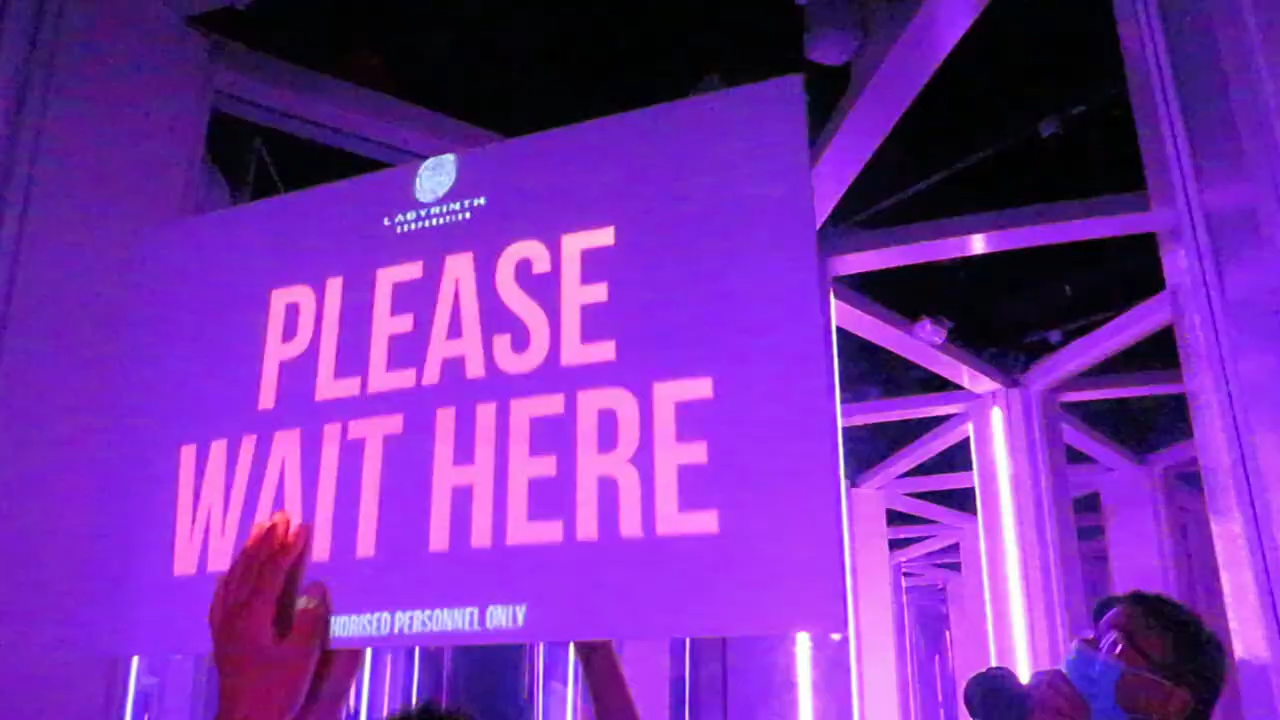 LABYRINTH
CORPORATION
PLEASE
WAIT HERE
HORISED PERSONNEL ONLY